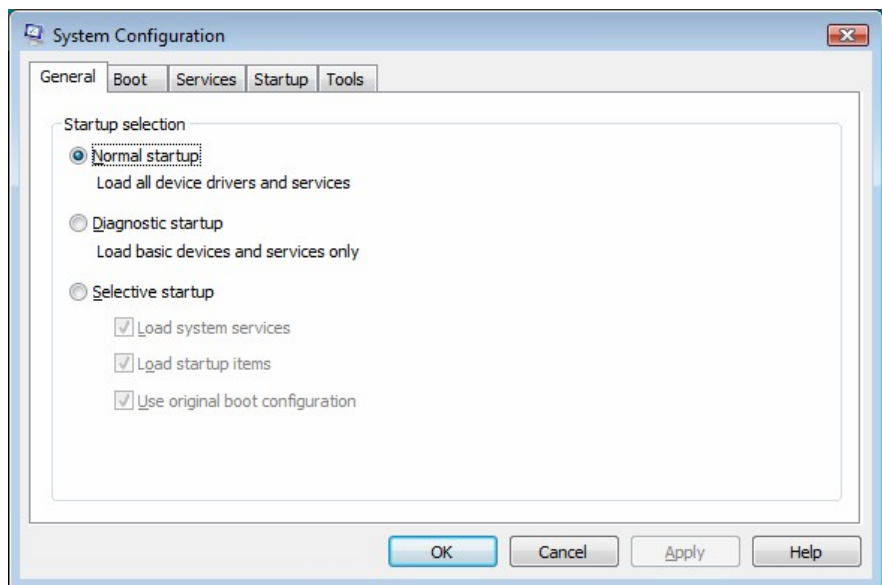 System Configuration
General Boot Services Startup Tools
Startup selection
Normal startup
Load all device drivers and services
Diagnostic startup
Load basic devices and services only
Selective startup
Load system services
Load startup items
Use original boot configuration
OK Cancel Apply Help